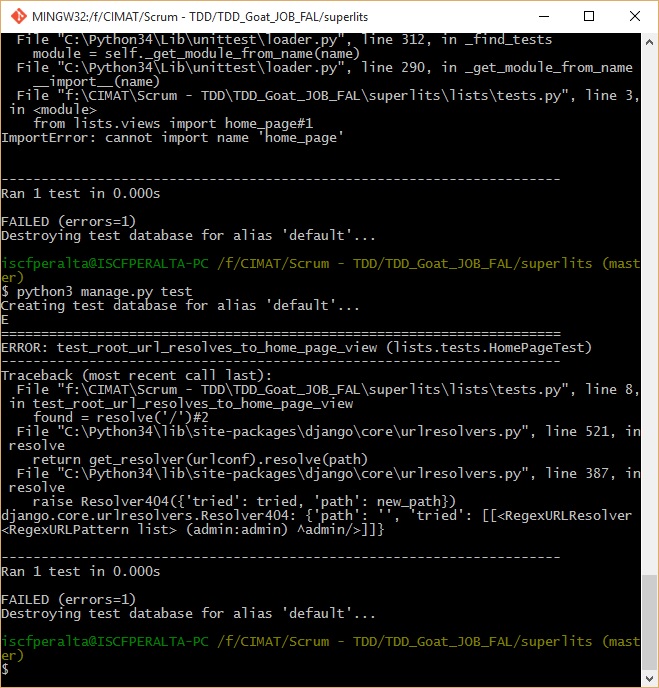 MINGW32:/f/CIMAT/Scrum - TDD/TDD_Goat_JOB_FAL/superlits
File "C:\Python34\Lib\unittest\loader.py", line 312, in _find_tests
module = self._get_module_from_name(name)
File "C:\Python34\Lib\unittest\loader.py", line 290, in _get_module_from_name
__import__(name)
File "f:\CIMAT\Scrum - TDD\TDD_Goat_JOB_FAL\superlits\lists\tests.py", line 3,
in <module>
from lists.views import home_page#1
ImportError: cannot import name 'home_page'
----------------------------------------------------------------------
Ran 1 test in 0.000s
FAILED (errors=1)
Destroying test database for alias 'default'...
iscfperalta@ISCFPERALTA-PC /f/CIMAT/Scrum - TDD/TDD_Goat_JOB_FAL/superlits (mast
er)
$ python3 manage.py test
Creating test database for alias 'default'...
E
======================================================================
ERROR: test_root_url_resolves_to_home_page_view (lists.tests.HomePageTest)
----------------------------------------------------------------------
Traceback (most recent call last):
File "f:\CIMAT\Scrum - TDD\TDD_Goat_JOB_FAL\superlits\lists\tests.py", line 8,
in test_root_url_resolves_to_home_page_view
found = resolve('/')#2
File "C:\Python34\lib\site-packages\django\core\urlresolvers.py", line 521, in
resolve
return get_resolver(urlconf).resolve(path)
File "C:\Python34\lib\site-packages\django\core\urlresolvers.py", line 387, in
resolve
raise Resolver404({'tried': tried, 'path': new_path})
django.core.urlresolvers.Resolver404: {'path': '', 'tried': [[<RegexURLResolver
<RegexURLPattern list> (admin:admin) ^admin/>]]}
----------------------------------------------------------------------
Ran 1 test in 0.000s
FAILED (errors=1)
Destroying test database for alias 'default'...
iscfperalta@ISCFPERALTA-PC /f/CIMAT/Scrum - TDD/TDD_Goat_JOB_FAL/superlits (mast
er)
$